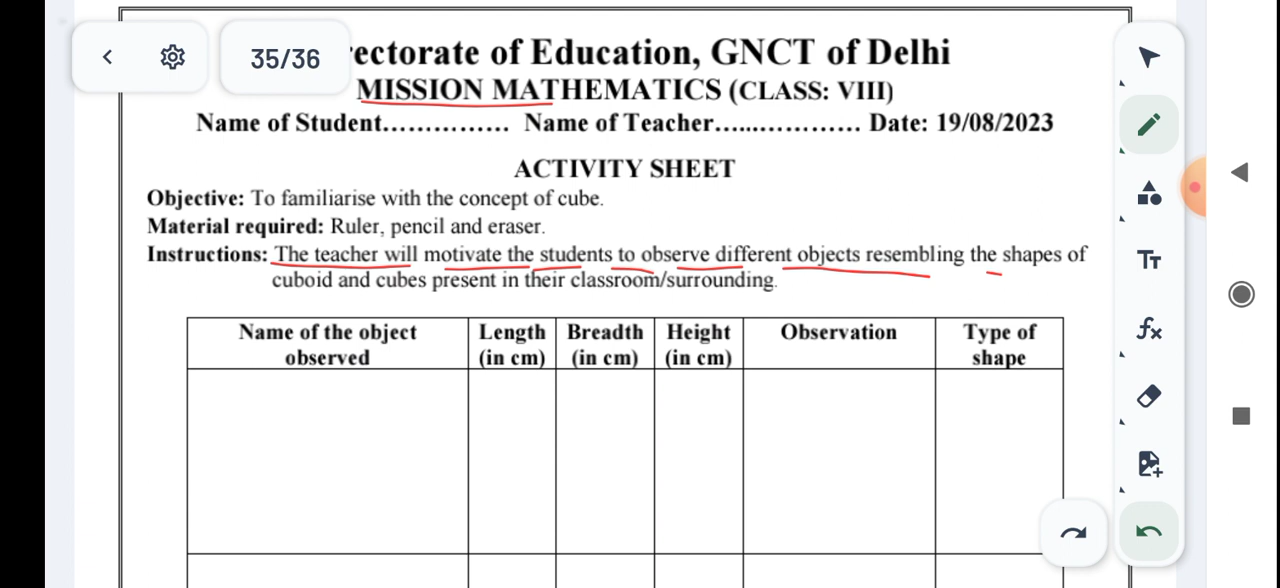 35/36
rectorate of Education, GNCT of Delhi
MISSION MATHEMATICS (CLASS: VIII)
Name of Student…………… Name of Teacher…...………… Date: 19/08/2023
ACTIVITY SHEET
Objective: To familiarise with the concept of cube.
Material required: Ruler, pencil and eraser.
Instructions: The teacher will motivate the students to observe different objects resembling the shapes of
cuboid and cubes present in their classroom/surrounding.
Name of the object observed Length (in cm) Breadth (in cm) Height (in cm) Observation Type of shape
TT
fx